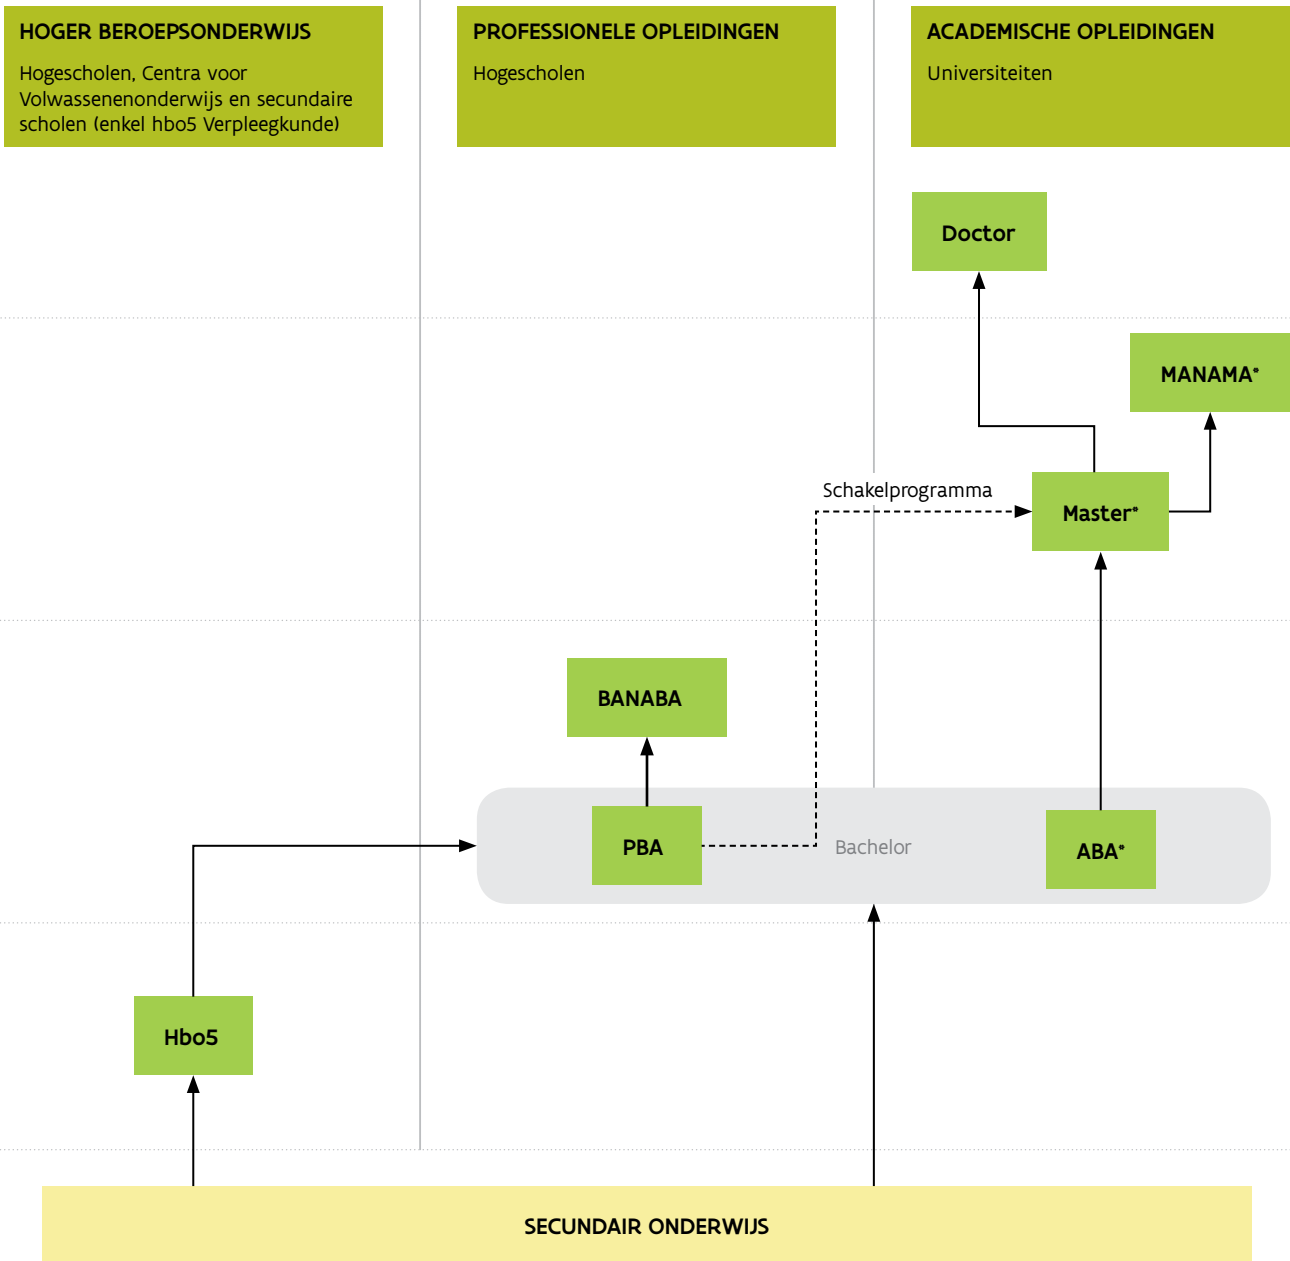 HOGER BEROEPSONDERWIJS
Hogescholen, Centra voor
Volwassenenonderwijs en secundaire
scholen (enkel hbo5 Verpleegkunde)
PROFESSIONELE OPLEIDINGEN
Hogescholen
ACADEMISCHE OPLEIDINGEN
Universiteiten
Doctor
MANAMA*
Schakelprogramma
Master*
BANABA
PBA
Bachelor
ABA*
Hbo5
SECUNDAIR ONDERWIJS